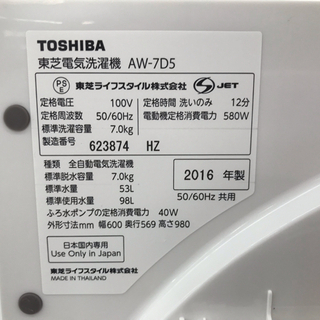 TOSHIBA
東芝電気洗濯機 AW-7D5
PS E 東芝ライフスタイル株式会社 S JET
定格電圧 100V 定格時間 洗いのみ 12分
定格周波数 50/60Hz 電動機定格消費電力 580W
標準洗濯容量 7.0kg
製造番号 623874 HZ
種類 全自動電気洗濯機
標準脱水容量 7.0kg 2016 年製
標準水量 53L
標準使用水量 98L 50/60Hz 共用
ふろ水ポンプの定格消費電力 40W
外形寸法mm 幅600 奥行569 高さ980
日本国内専用
Use Only in Japan
東芝ライフスタイル株式会社
MADE IN THAILAND